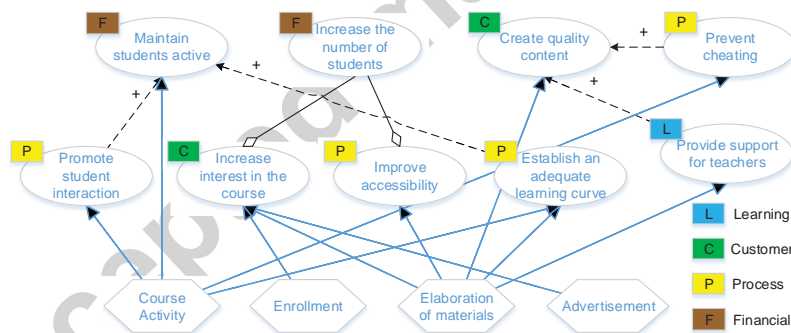 F
Maintain
students active
F
Increase the
number of
students
C
Create quality
content
P
Prevent
cheating
+
+
+
+
P
Promote
student
interaction
C
Increase
interest in the
course
P
Improve
accessibility
P
Establish an
adequate
learning curve
L
Provide support
for teachers
L Learning
C Customer
P Process
F Financial
Course
Activity
Enrollment
Elaboration
of materials
Advertisement